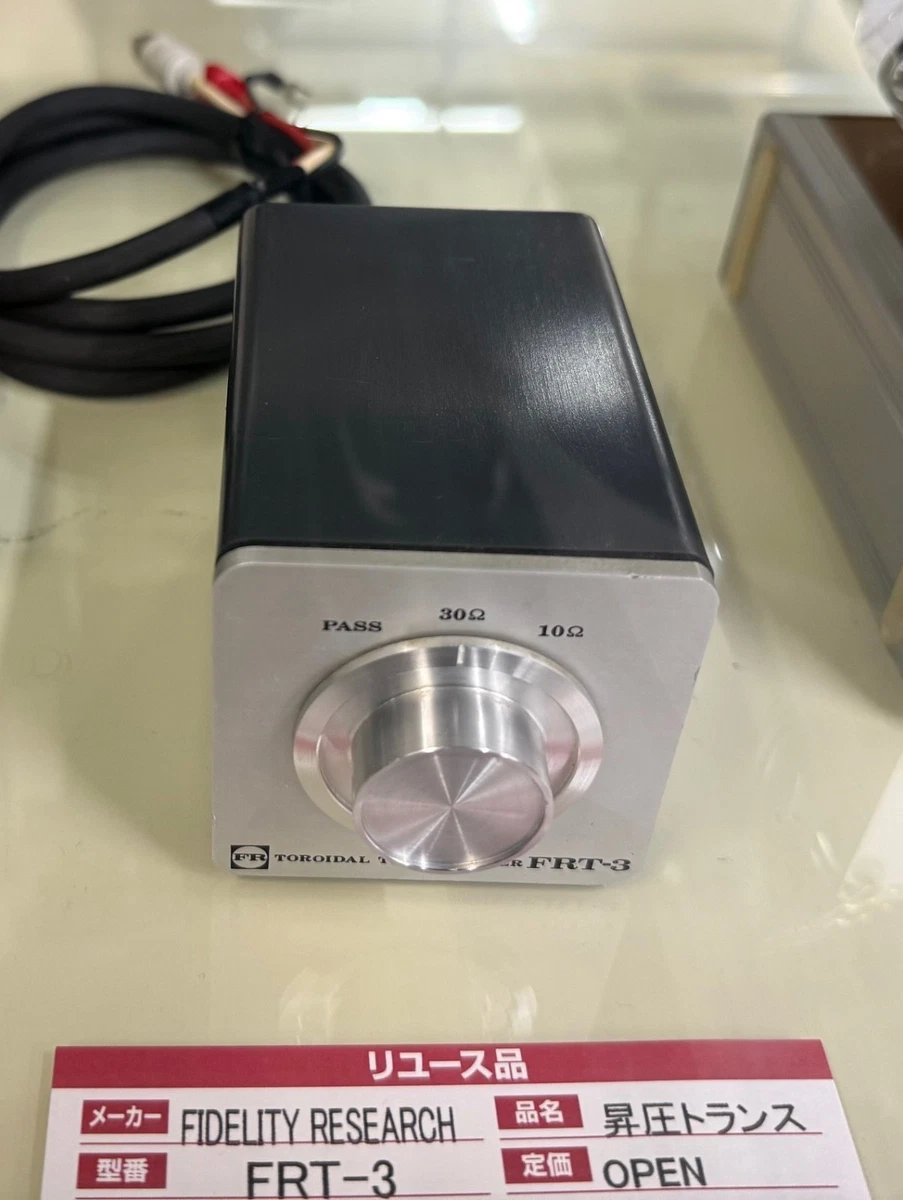 PASS 30Ω 10Ω
FR TOROIDAL FRT-3
リユース品
メーカー FIDELITY RESEARCH 品名 昇圧トランス
型番 FRT-3 定価 OPEN